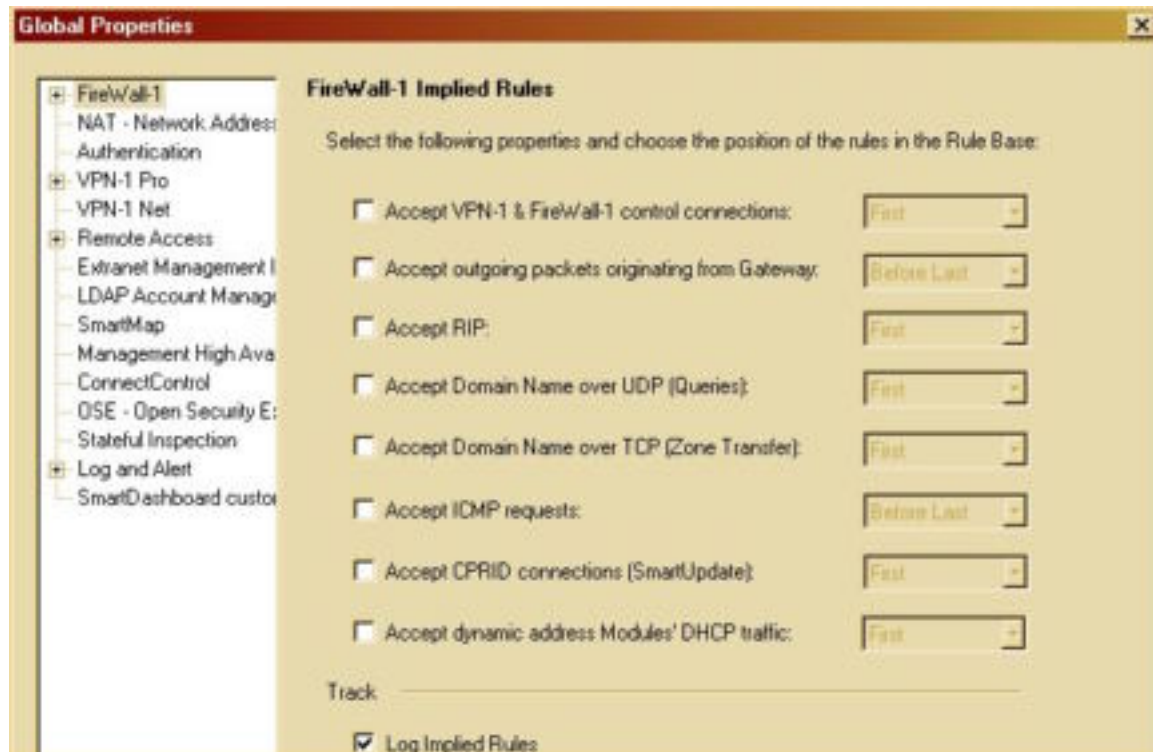 Global Properties
FireWall-1
NAT - Network Address
Authentication
VPN-1 Pro
VPN-1 Net
Remote Access
Extranet Management I
LDAP Account Manage
SmartMap
Management High Ava
ConnectControl
OSE - Open Security E
Stateful Inspection
Log and Alert
SmartDashboard custor
FireWall-1 Implied Rules
Select the following properties and choose the position of the rules in the Rule Base:
Accept VPN-1 & FireWall-1 control connections: First
Accept outgoing packets originating from Gateway: Before Last
Accept RIP: First
Accept Domain Name over UDP (Queries): First
Accept Domain Name over TCP (Zone Transfer): First
Accept ICMP requests: Before Last
Accept CPRID connections (SmartUpdate): First
Accept dynamic address Modules' DHCP traffic: First
Track
Log Implied Rules